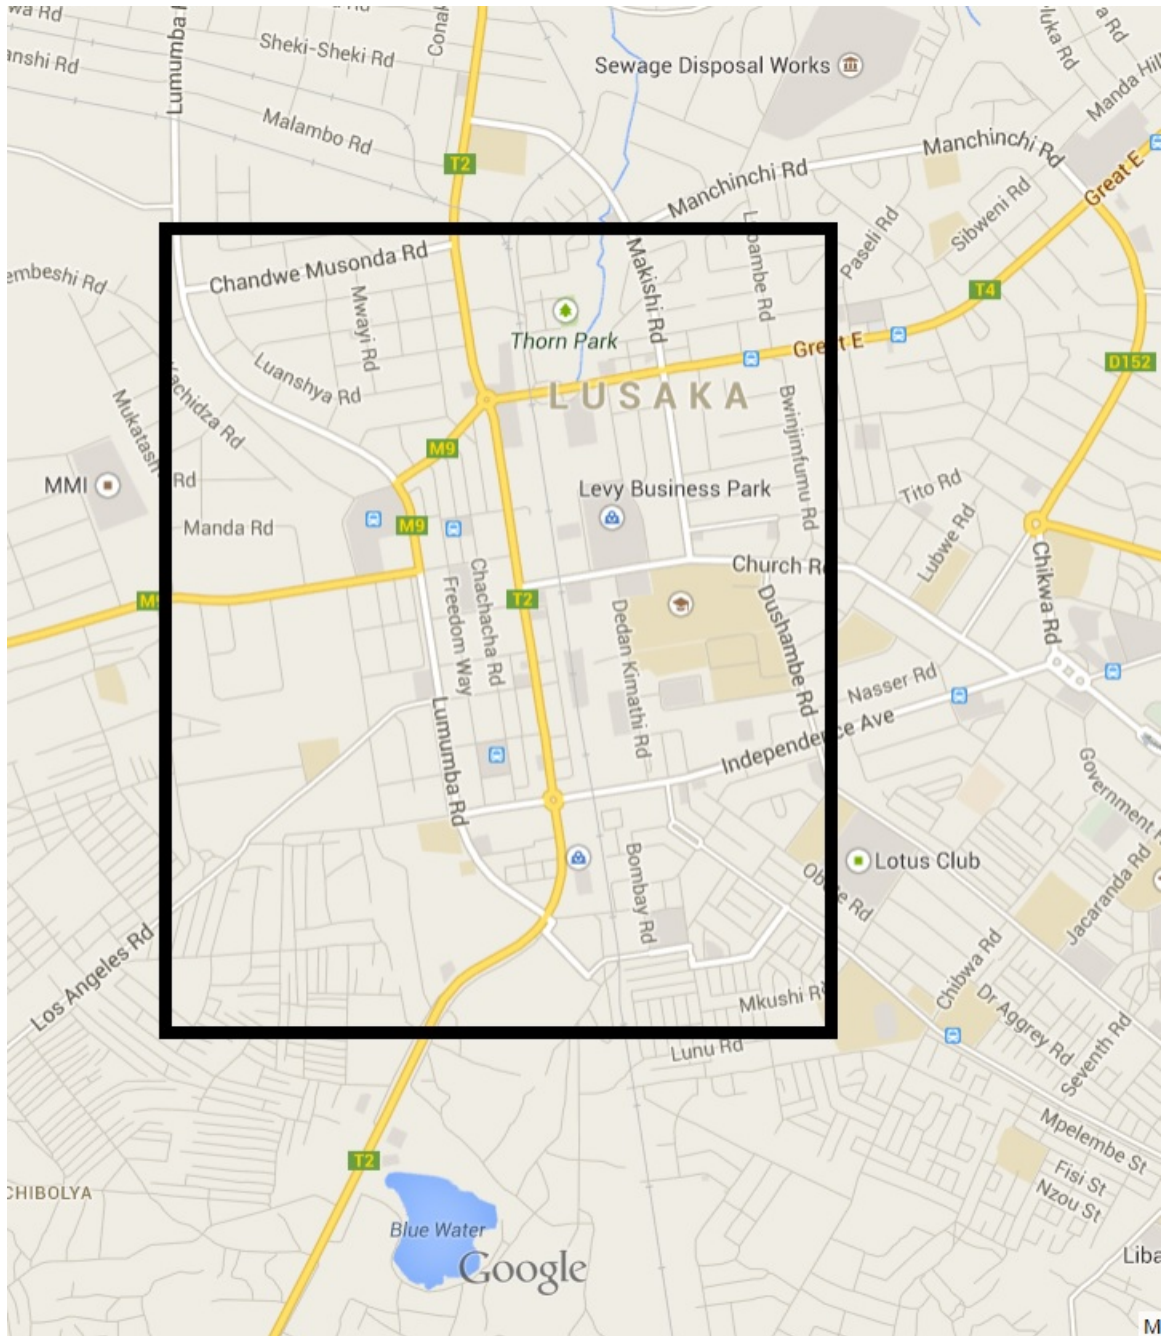 Sheki-Sheki Rd
Lumumba
Sewage Disposal Works
Manda Hill
Malambo Rd
Manchinchi Rd
T2
Manchinchi Rd
Great E
Sibweni Rd
Paseli Rd
Makishi Rd
Chandwe Musonda Rd
embeshi Rd
Mwayi Rd
T4
Thorn Park
Great E
D152
Luanshya Rd
LUSAKA
achidza Rd
Bwinjimfumu Rd
M9
MMI
Rd
Levy Business Park
Tito Rd
Manda Rd
M9
Lubwe Rd
Church R
Chikwa Rd
T2
Chachacha Rd
Freedom Way
Dedan Kimathi Rd
Dushambe Rd
Nasser Rd
Independence Ave
Lumumba Rd
Government
Lotus Club
Bombay Rd
Jacaranda Rd
Los Angeles Rd
Chibwa Rd
Mkushi R
Dr Aggrey Rd
Lunu Rd
Seventh Rd
Mpelembe St
T2
Fisi St
Nzou St
CHIBOLYA
Blue Water
Google
Liba
M